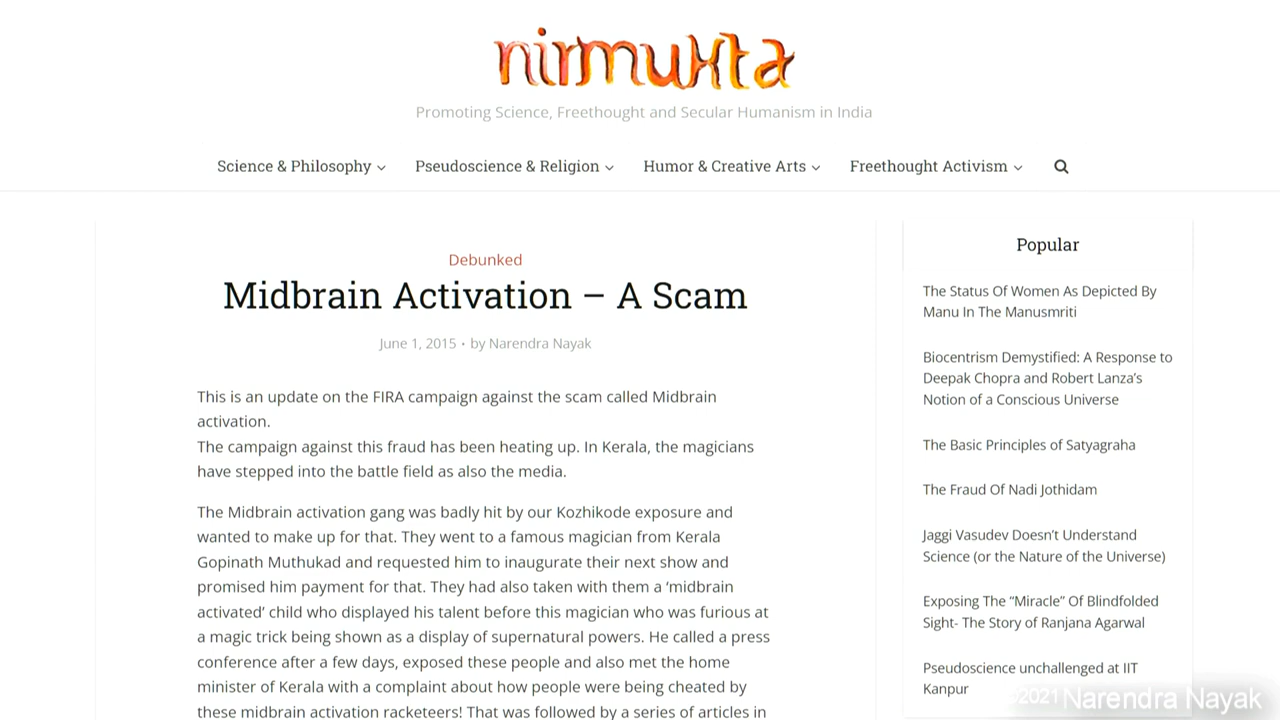 nirmukta
Promoting Science, Freethought and Secular Humanism in India
Science & Philosophy
Pseudoscience & Religion
Humor & Creative Arts
Freethought Activism
Debunked
Midbrain Activation – A Scam
June 1, 2015 • by Narendra Nayak
This is an update on the FIRA campaign against the scam called Midbrain
activation.
The campaign against this fraud has been heating up. In Kerala, the magicians
have stepped into the battle field as also the media.
The Midbrain activation gang was badly hit by our Kozhikode exposure and
wanted to make up for that. They went to a famous magician from Kerala
Gopinath Muthukad and requested him to inaugurate their next show and
promised him payment for that. They had also taken with them a ‘midbrain
activated’ child who displayed his talent before this magician who was furious at
a magic trick being shown as a display of supernatural powers. He called a press
conference after a few days, exposed these people and also met the home
minister of Kerala with a complaint about how people were being cheated by
these midbrain activation racketeers! That was followed by a series of articles in
Popular
The Status Of Women As Depicted By
Manu In The Manusmriti
Biocentrism Demystified: A Response to
Deepak Chopra and Robert Lanza’s
Notion of a Conscious Universe
The Basic Principles of Satyagraha
The Fraud Of Nadi Jothidam
Jaggi Vasudev Doesn’t Understand
Science (or the Nature of the Universe)
Exposing The “Miracle” Of Blindfolded
Sight- The Story of Ranjana Agarwal
Pseudoscience unchallenged at IIT
Kanpur
©2021 Narendra Nayak